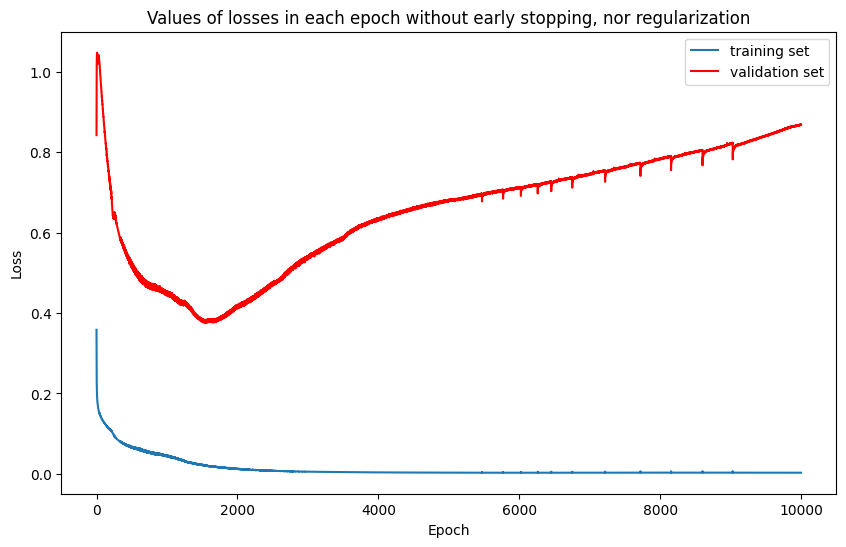 Values of losses in each epoch without early stopping, nor regularization
training set
validation set
Loss
1.0
0.8
0.6
0.4
0.2
0.0
0 2000 4000 6000 8000 10000
Epoch